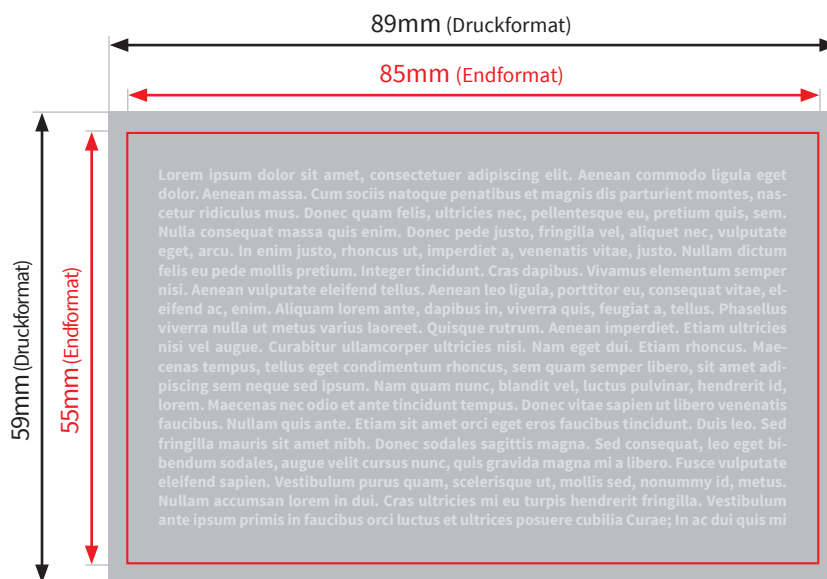 89mm (Druckformat)
85mm (Endformat)
59mm (Druckformat)
55mm (Endformat)
Lorem ipsum dolor sit amet, consectetuer adipiscing elit. Aenean commodo ligula eget
dolor. Aenean massa. Cum sociis natoque penatibus et magnis dis parturient montes, nas-
cetur ridiculus mus. Donec quam felis, ultricies nec, pellentesque eu, pretium quis, sem.
Nulla consequat massa quis enim. Donec pede justo, fringilla vel, aliquet nec, vulputate
eget, arcu. In enim justo, rhoncus ut, imperdiet a, venenatis vitae, justo. Nullam dictum
felis eu pede mollis pretium. Integer tincidunt. Cras dapibus. Vivamus elementum semper
nisi. Aenean vulputate eleifend tellus. Aenean leo ligula, porttitor eu, consequat vitae, el-
eifend ac, enim. Aliquam lorem ante, dapibus in, viverra quis, feugiat a, tellus. Phasellus
viverra nulla ut metus varius laoreet. Quisque rutrum. Aenean imperdiet. Etiam ultricies
nisi vel augue. Curabitur ullamcorper ultricies nisi. Nam eget dui. Etiam rhoncus. Mae-
cenas tempus, tellus eget condimentum rhoncus, sem quam semper libero, sit amet adi-
piscing sem neque sed ipsum. Nam quam nunc, blandit vel, luctus pulvinar, hendrerit id,
lorem. Maecenas nec odio et ante tincidunt tempus. Donec vitae sapien ut libero venenatis
faucibus. Nullam quis ante. Etiam sit amet orci eget eros faucibus tincidunt. Duis leo. Sed
fringilla mauris sit amet nibh. Donec sodales sagittis magna. Sed consequat, leo eget bi-
bendum sodales, augue velit cursus nunc, quis gravida magna mi a libero. Fusce vulputate
eleifend sapien. Vestibulum purus quam, scelerisque ut, mollis sed, nonummy id, metus.
Nullam accumsan lorem in dui. Cras ultricies mi eu turpis hendrerit fringilla. Vestibulum
ante ipsum primis in faucibus orci luctus et ultrices posuere cubilia Curae; In ac dui quis mi